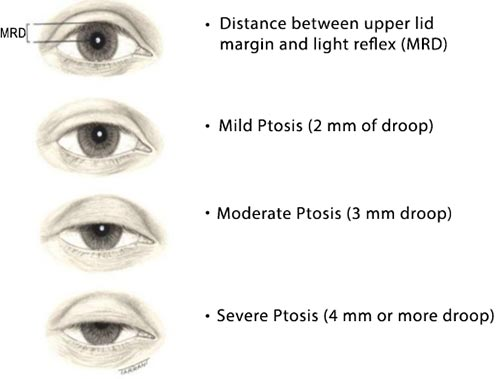 MRD
• Distance between upper lid
margin and light reflex (MRD)
• Mild Ptosis (2 mm of droop)
• Moderate Ptosis (3 mm droop)
• Severe Ptosis (4 mm or more droop)